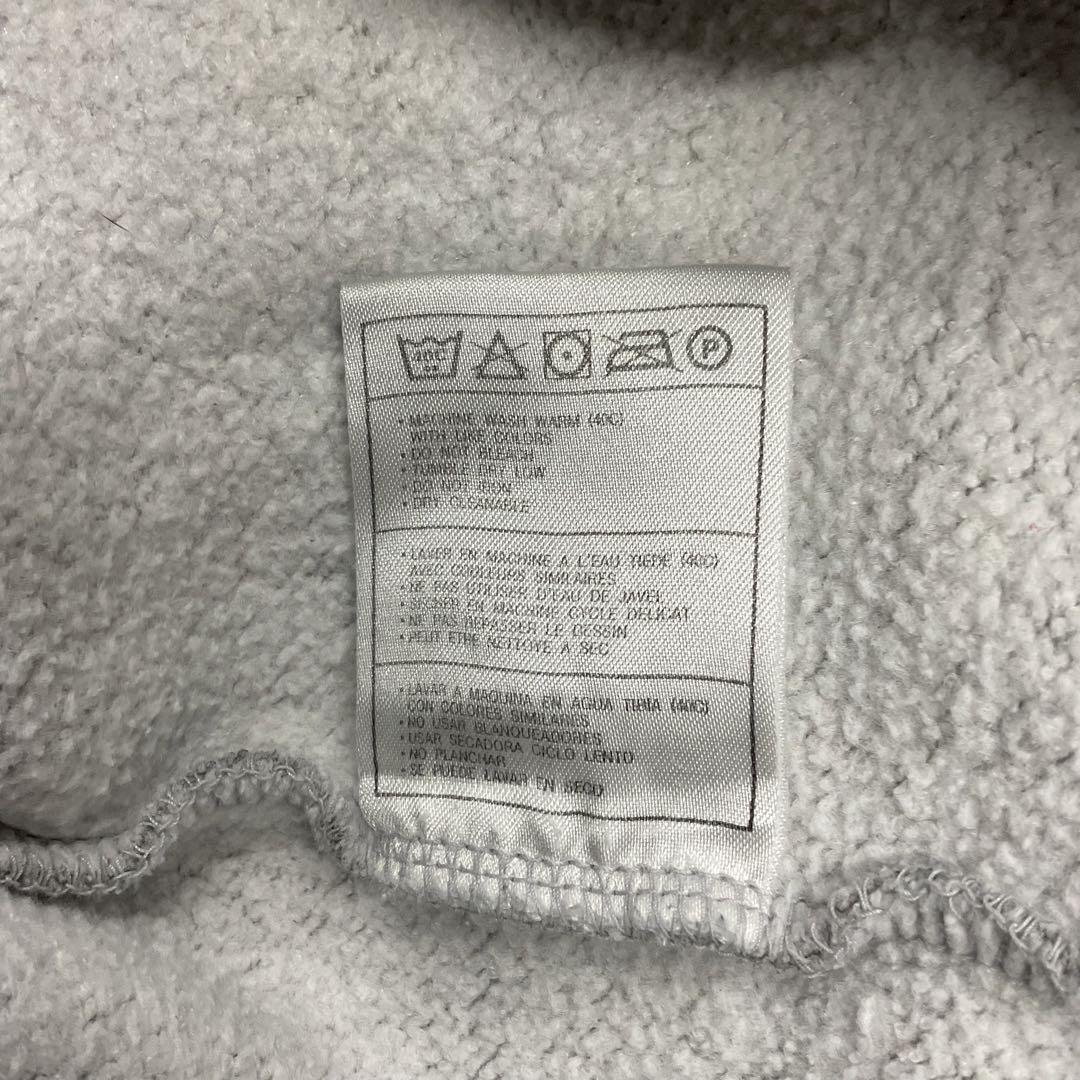 40C P
• MACHINE WASH WARM (40C)
WITH LIKE COLORS
• DO NOT BLEACH
• TUMBLE DRY LOW
DO NOT IRON
• DRY CLEANABLE
• LAVER EN MACHINE A L'EAU TIEDE (40C)
AVEC COULEURS SIMILAIRES
• NE PAS UTILISER D'EAU DE JAVEL
• SECHER EN MACHINE CYCLE DELICAT
• NE PAS REPASSER LE DESSIN
• PEUT ETRE NETTOYE A SEC
• LAVAR A MAQUINA EN AGUA TIBIA (40C)
CON COLORES SIMILARES
• NO USAR BLANQUEADORES
• USAR SECADORA CICLO LENTO
• NO PLANCHAR
• SE PUEDE LAVAR EN SECO